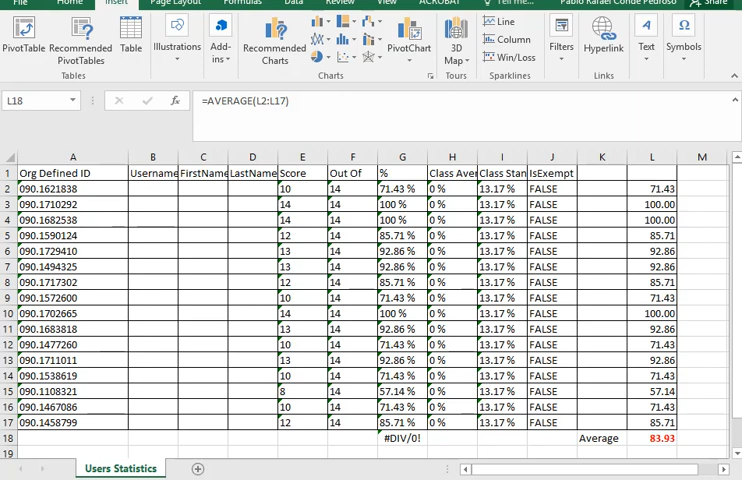 File Home Insert Page Layout Formulas Data Review View ACROBAT Tell me... Pablo Rafael Conde Pedroso Share
PivotTable Recommended PivotTables Table Illustrations Add-ins Recommended Charts PivotChart 3D Map Line Column Win/Loss Filters Hyperlink Text Symbols
Tables Charts Tours Sparklines Links
L18 fx =AVERAGE(L2:L17)
A B C D E F G H I J K L M
1 Org Defined ID Username FirstName LastName Score Out Of % Class Aver Class Stan IsExempt
2 090.1621838 10 14 71.43 % 0 % 13.17 % FALSE 71.43
3 090.1710292 14 14 100 % 0 % 13.17 % FALSE 100.00
4 090.1682538 14 14 100 % 0 % 13.17 % FALSE 100.00
5 090.1590124 12 14 85.71 % 0 % 13.17 % FALSE 85.71
6 090.1729410 13 14 92.86 % 0 % 13.17 % FALSE 92.86
7 090.1494325 13 14 92.86 % 0 % 13.17 % FALSE 92.86
8 090.1717302 12 14 85.71 % 0 % 13.17 % FALSE 85.71
9 090.1572600 10 14 71.43 % 0 % 13.17 % FALSE 71.43
10 090.1702665 14 14 100 % 0 % 13.17 % FALSE 100.00
11 090.1683818 13 14 92.86 % 0 % 13.17 % FALSE 92.86
12 090.1477260 10 14 71.43 % 0 % 13.17 % FALSE 71.43
13 090.1711011 13 14 92.86 % 0 % 13.17 % FALSE 92.86
14 090.1538619 10 14 71.43 % 0 % 13.17 % FALSE 71.43
15 090.1108321 8 14 57.14 % 0 % 13.17 % FALSE 57.14
16 090.1467086 10 14 71.43 % 0 % 13.17 % FALSE 71.43
17 090.1458799 12 14 85.71 % 0 % 13.17 % FALSE 85.71
18 #DIV/0! Average 83.93
19
Users Statistics